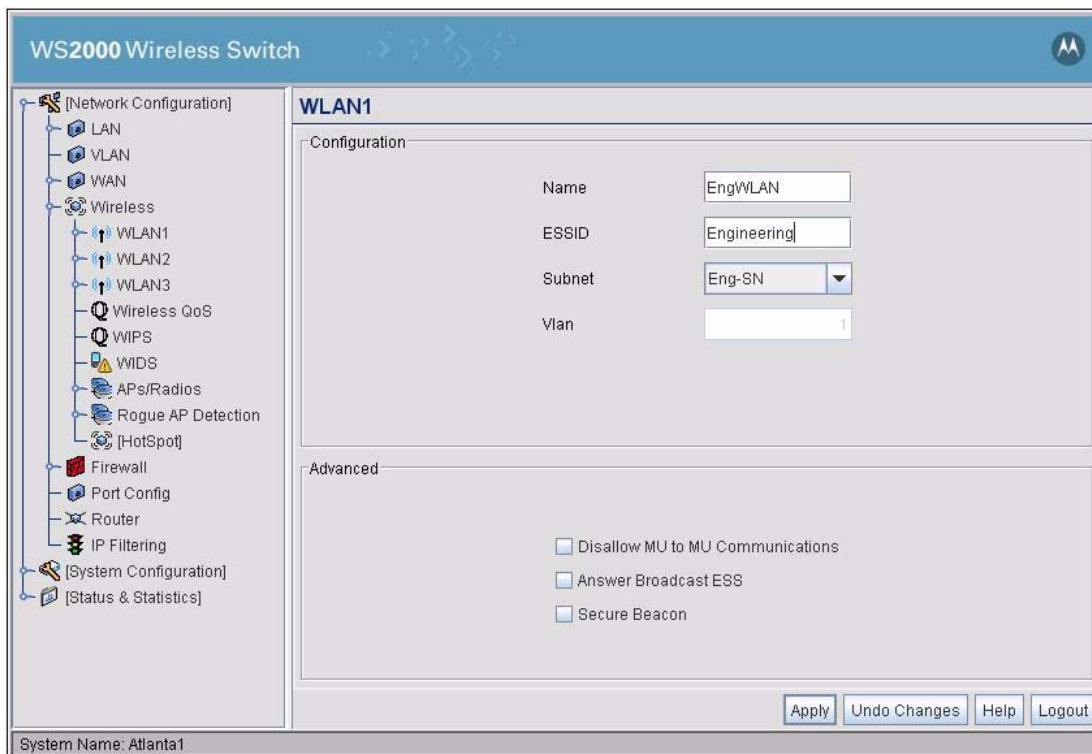 WS2000 Wireless Switch
[Network Configuration]
LAN
VLAN
WAN
Wireless
WLAN1
WLAN2
WLAN3
Wireless QoS
WIPS
WIDS
APs/Radios
Rogue AP Detection
[HotSpot]
Firewall
Port Config
Router
IP Filtering
[System Configuration]
[Status & Statistics]
WLAN1
Configuration
Name EngWLAN
ESSID Engineering
Subnet Eng-SN
Vlan 1
Advanced
Disallow MU to MU Communications
Answer Broadcast ESS
Secure Beacon
Apply Undo Changes Help Logout
System Name: Atlanta1